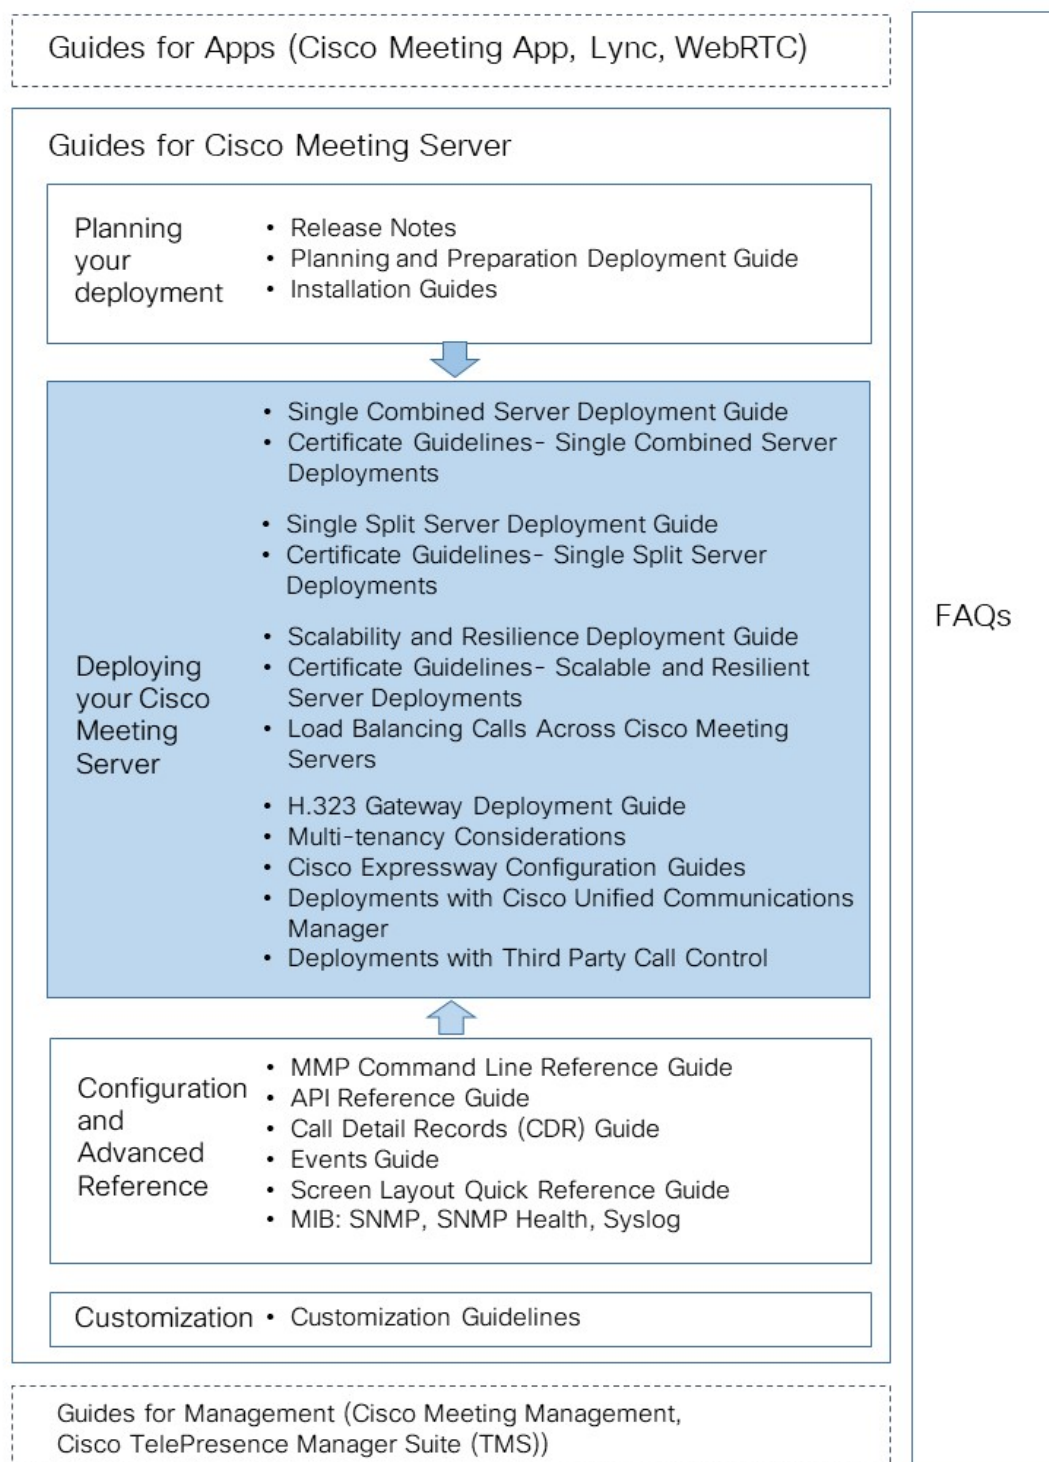 Guides for Apps (Cisco Meeting App, Lync, WebRTC)
Guides for Cisco Meeting Server
Planning
your
deployment
• Release Notes
• Planning and Preparation Deployment Guide
• Installation Guides
Deploying
your Cisco
Meeting
Server
• Single Combined Server Deployment Guide
• Certificate Guidelines- Single Combined Server
Deployments
• Single Split Server Deployment Guide
• Certificate Guidelines- Single Split Server
Deployments
• Scalability and Resilience Deployment Guide
• Certificate Guidelines- Scalable and Resilient
Server Deployments
• Load Balancing Calls Across Cisco Meeting
Servers
• H.323 Gateway Deployment Guide
• Multi-tenancy Considerations
• Cisco Expressway Configuration Guides
• Deployments with Cisco Unified Communications
Manager
• Deployments with Third Party Call Control
Configuration
and
Advanced
Reference
• MMP Command Line Reference Guide
• API Reference Guide
• Call Detail Records (CDR) Guide
• Events Guide
• Screen Layout Quick Reference Guide
• MIB: SNMP, SNMP Health, Syslog
Customization
• Customization Guidelines
Guides for Management (Cisco Meeting Management,
Cisco TelePresence Manager Suite (TMS))
FAQs